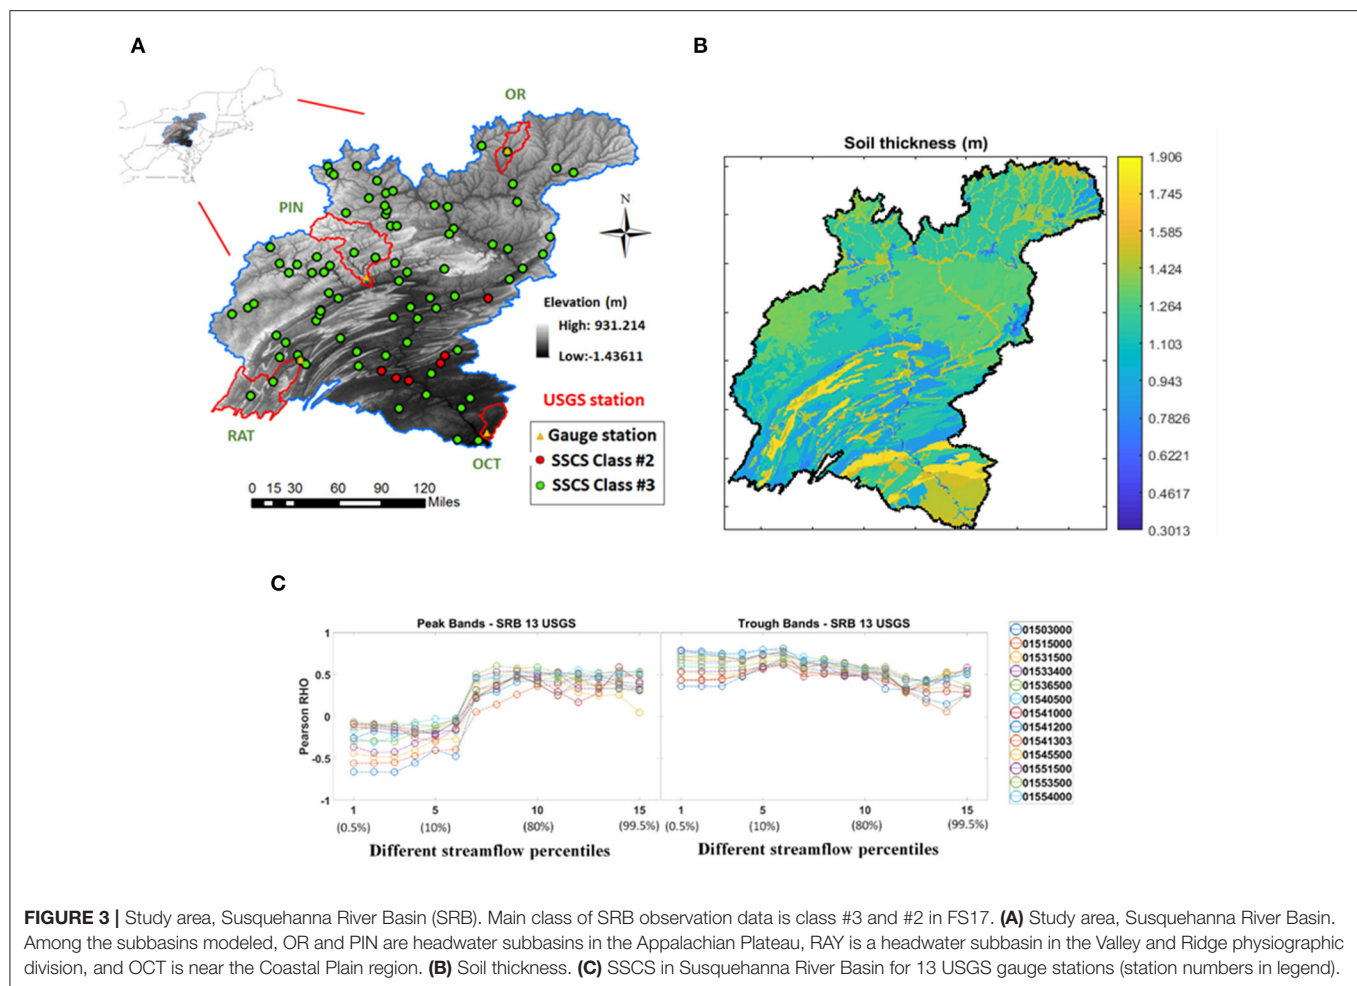 A
B
OR
PIN
RAT
OCT
N
Elevation (m)
High: 931.214
Low:-1.43611
USGS station
Gauge station
SSCS Class #2
SSCS Class #3
0 15 30 60 90 120
Miles
Soil thickness (m)
1.906
1.745
1.585
1.424
1.264
1.103
0.943
0.7826
0.6221
0.4617
0.3013
C
Peak Bands - SRB 13 USGS
Trough Bands - SRB 13 USGS
Pearson RHO
1
0.5
0
-0.5
-1
1 5 10 15
(0.5%) (10%) (80%) (99.5%)
Different streamflow percentiles
1 5 10 15
(0.5%) (10%) (80%) (99.5%)
Different streamflow percentiles
01503000
01515000
01531500
01533400
01536500
01540500
01541000
01541200
01541303
01545500
01551500
01553500
01554000
FIGURE 3 | Study area, Susquehanna River Basin (SRB). Main class of SRB observation data is class #3 and #2 in FS17. (A) Study area, Susquehanna River Basin.
Among the subbasins modeled, OR and PIN are headwater subbasins in the Appalachian Plateau, RAY is a headwater subbasin in the Valley and Ridge physiographic
division, and OCT is near the Coastal Plain region. (B) Soil thickness. (C) SSCS in Susquehanna River Basin for 13 USGS gauge stations (station numbers in legend).